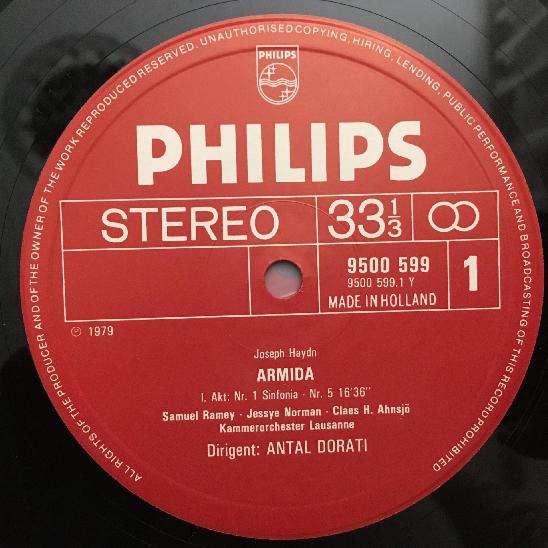 ALL RIGHTS OF THE PRODUCER AND OF THE OWNER OF THE WORK REPRODUCED RESERVED. UNAUTHORISED COPYING, HIRING, LENDING, PUBLIC PERFORMANCE AND BROADCASTING OF THIS RECORD PROHIBITED
PHILIPS
PHILIPS
STEREO 33 1/3
9500 599 1
9500 599.1 Y
MADE IN HOLLAND
℗ 1979
Joseph Haydn
ARMIDA
I. Akt: Nr. 1 Sinfonia · Nr. 5 16'36''
Samuel Ramey · Jessye Norman · Claes H. Ahnsjö
Kammerorchester Lausanne
Dirigent: ANTAL DORATI